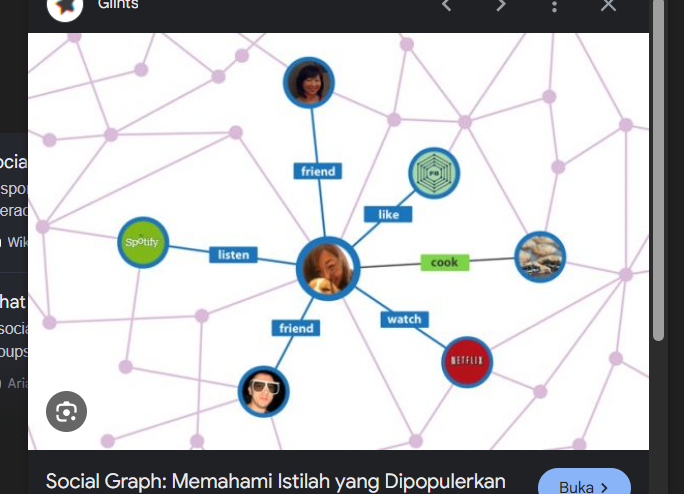 Glints
friend
like
Spotify
listen
cook
watch
friend
NETFLIX
ocia
spor
erac
Wik
hat
socia
oups
Aria
Social Graph: Memahami Istilah yang Dipopulerkan
Buka